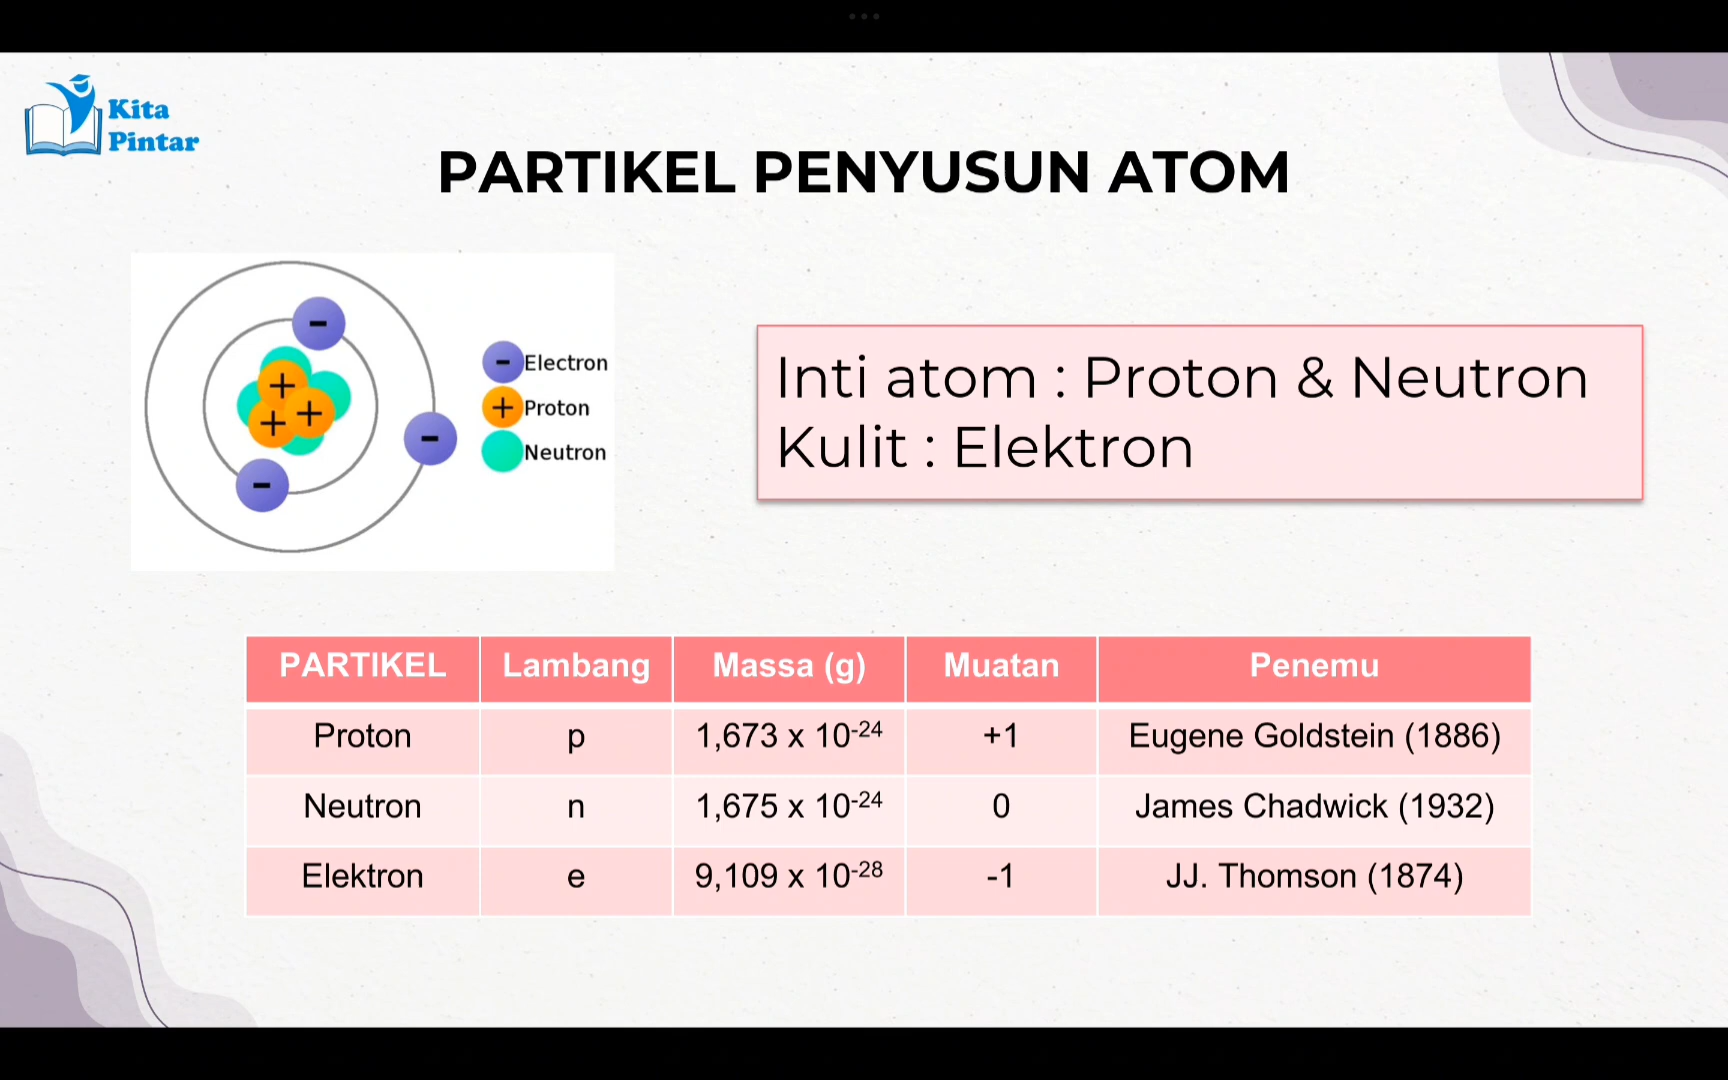 Kita
Pintar
PARTIKEL PENYUSUN ATOM
- Electron
+ Proton
Neutron
Inti atom : Proton & Neutron
Kulit : Elektron
PARTIKEL Lambang Massa (g) Muatan Penemu
Proton p 1,673 x 10⁻²⁴ +1 Eugene Goldstein (1886)
Neutron n 1,675 x 10⁻²⁴ 0 James Chadwick (1932)
Elektron e 9,109 x 10⁻²⁸ -1 JJ. Thomson (1874)